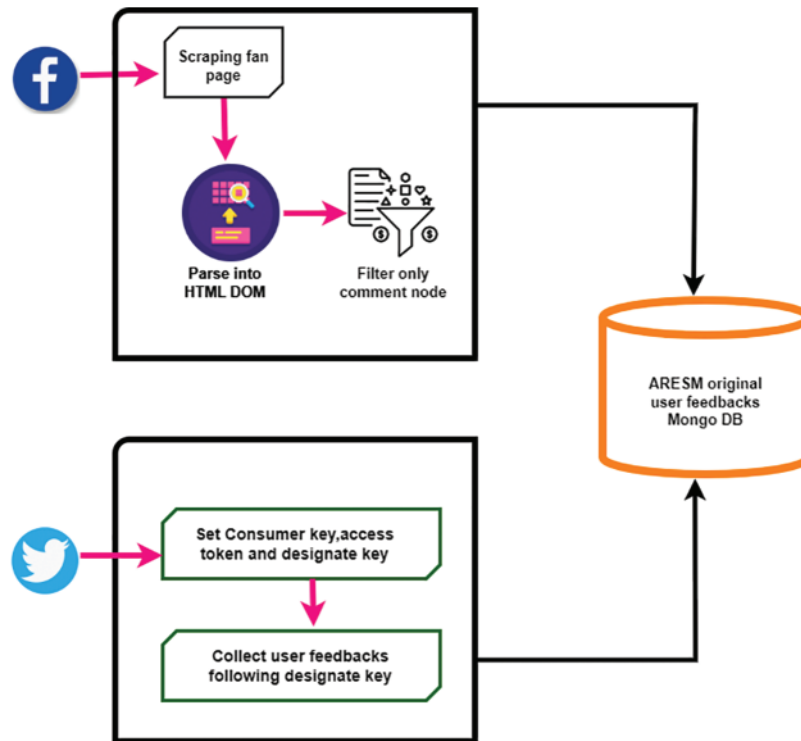 Scraping fan
page
Parse into
HTML DOM
Filter only
comment node
ARESM original
user feedbacks
Mongo DB
Set Consumer key,access
token and designate key
Collect user feedbacks
following designate key